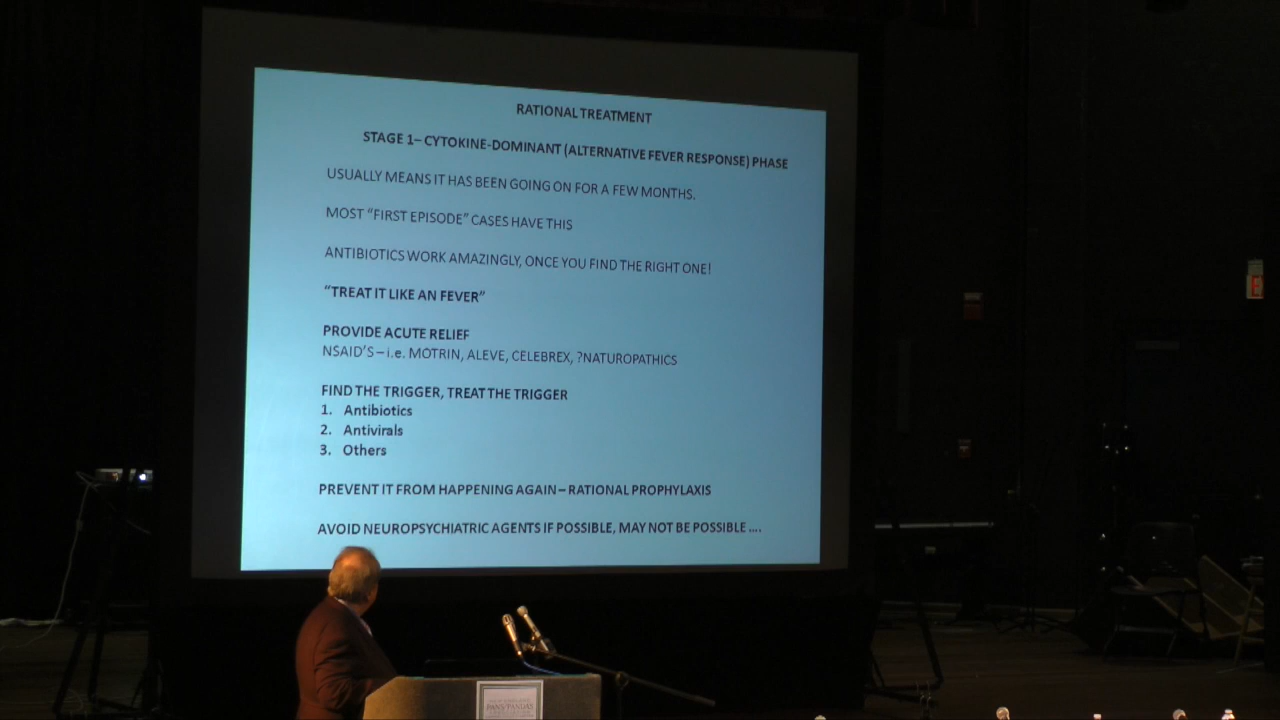 RATIONAL TREATMENT
STAGE 1– CYTOKINE-DOMINANT (ALTERNATIVE FEVER RESPONSE) PHASE
USUALLY MEANS IT HAS BEEN GOING ON FOR A FEW MONTHS.
MOST “FIRST EPISODE” CASES HAVE THIS
ANTIBIOTICS WORK AMAZINGLY, ONCE YOU FIND THE RIGHT ONE!
“TREAT IT LIKE AN FEVER”
PROVIDE ACUTE RELIEF
NSAID’S – i.e. MOTRIN, ALEVE, CELEBREX, ?NATUROPATHICS
FIND THE TRIGGER, TREAT THE TRIGGER
1. Antibiotics
2. Antivirals
3. Others
PREVENT IT FROM HAPPENING AGAIN – RATIONAL PROPHYLAXIS
AVOID NEUROPSYCHIATRIC AGENTS IF POSSIBLE, MAY NOT BE POSSIBLE ....
PANS/PANDAS